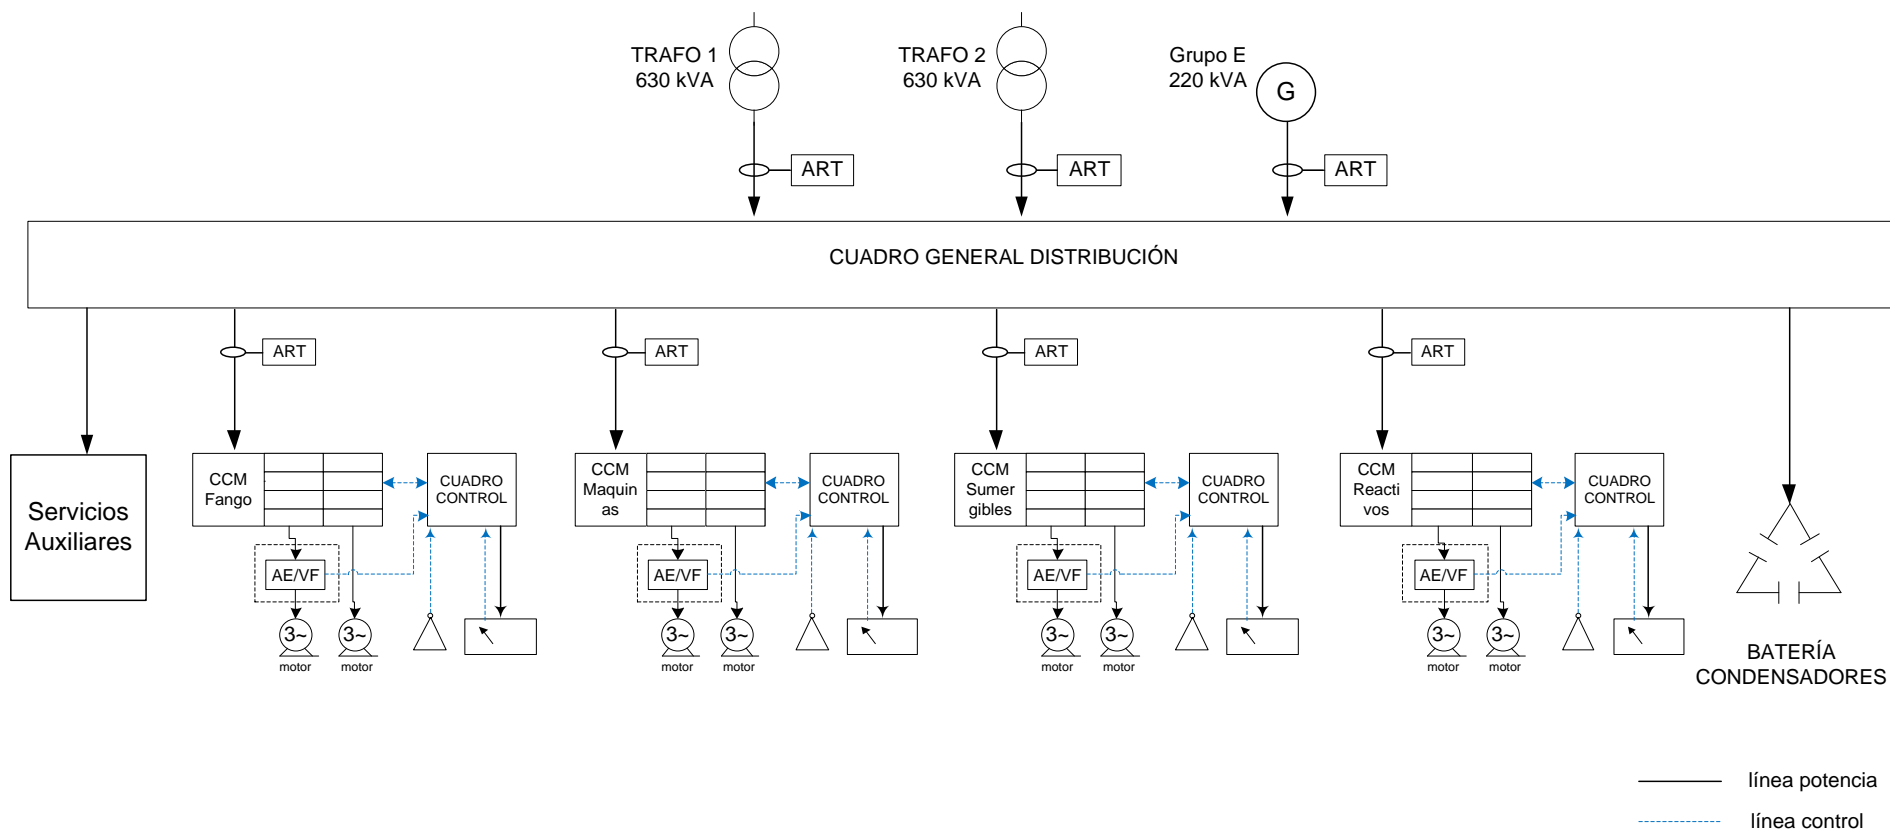 TRAFO 1
630 kVA
TRAFO 2
630 kVA
Grupo E
220 kVA
G
ART
ART
ART
CUADRO GENERAL DISTRIBUCIÓN
ART
ART
ART
ART
Servicios
Auxiliares
CCM
Fango
CUADRO
CONTROL
CCM
Maquin
as
CUADRO
CONTROL
CCM
Sumer
gibles
CUADRO
CONTROL
CCM
Reacti
vos
CUADRO
CONTROL
AE/VF
AE/VF
AE/VF
AE/VF
3~
3~
3~
3~
3~
3~
3~
3~
motor
motor
motor
motor
motor
motor
motor
motor
BATERÍA
CONDENSADORES
línea potencia
línea control